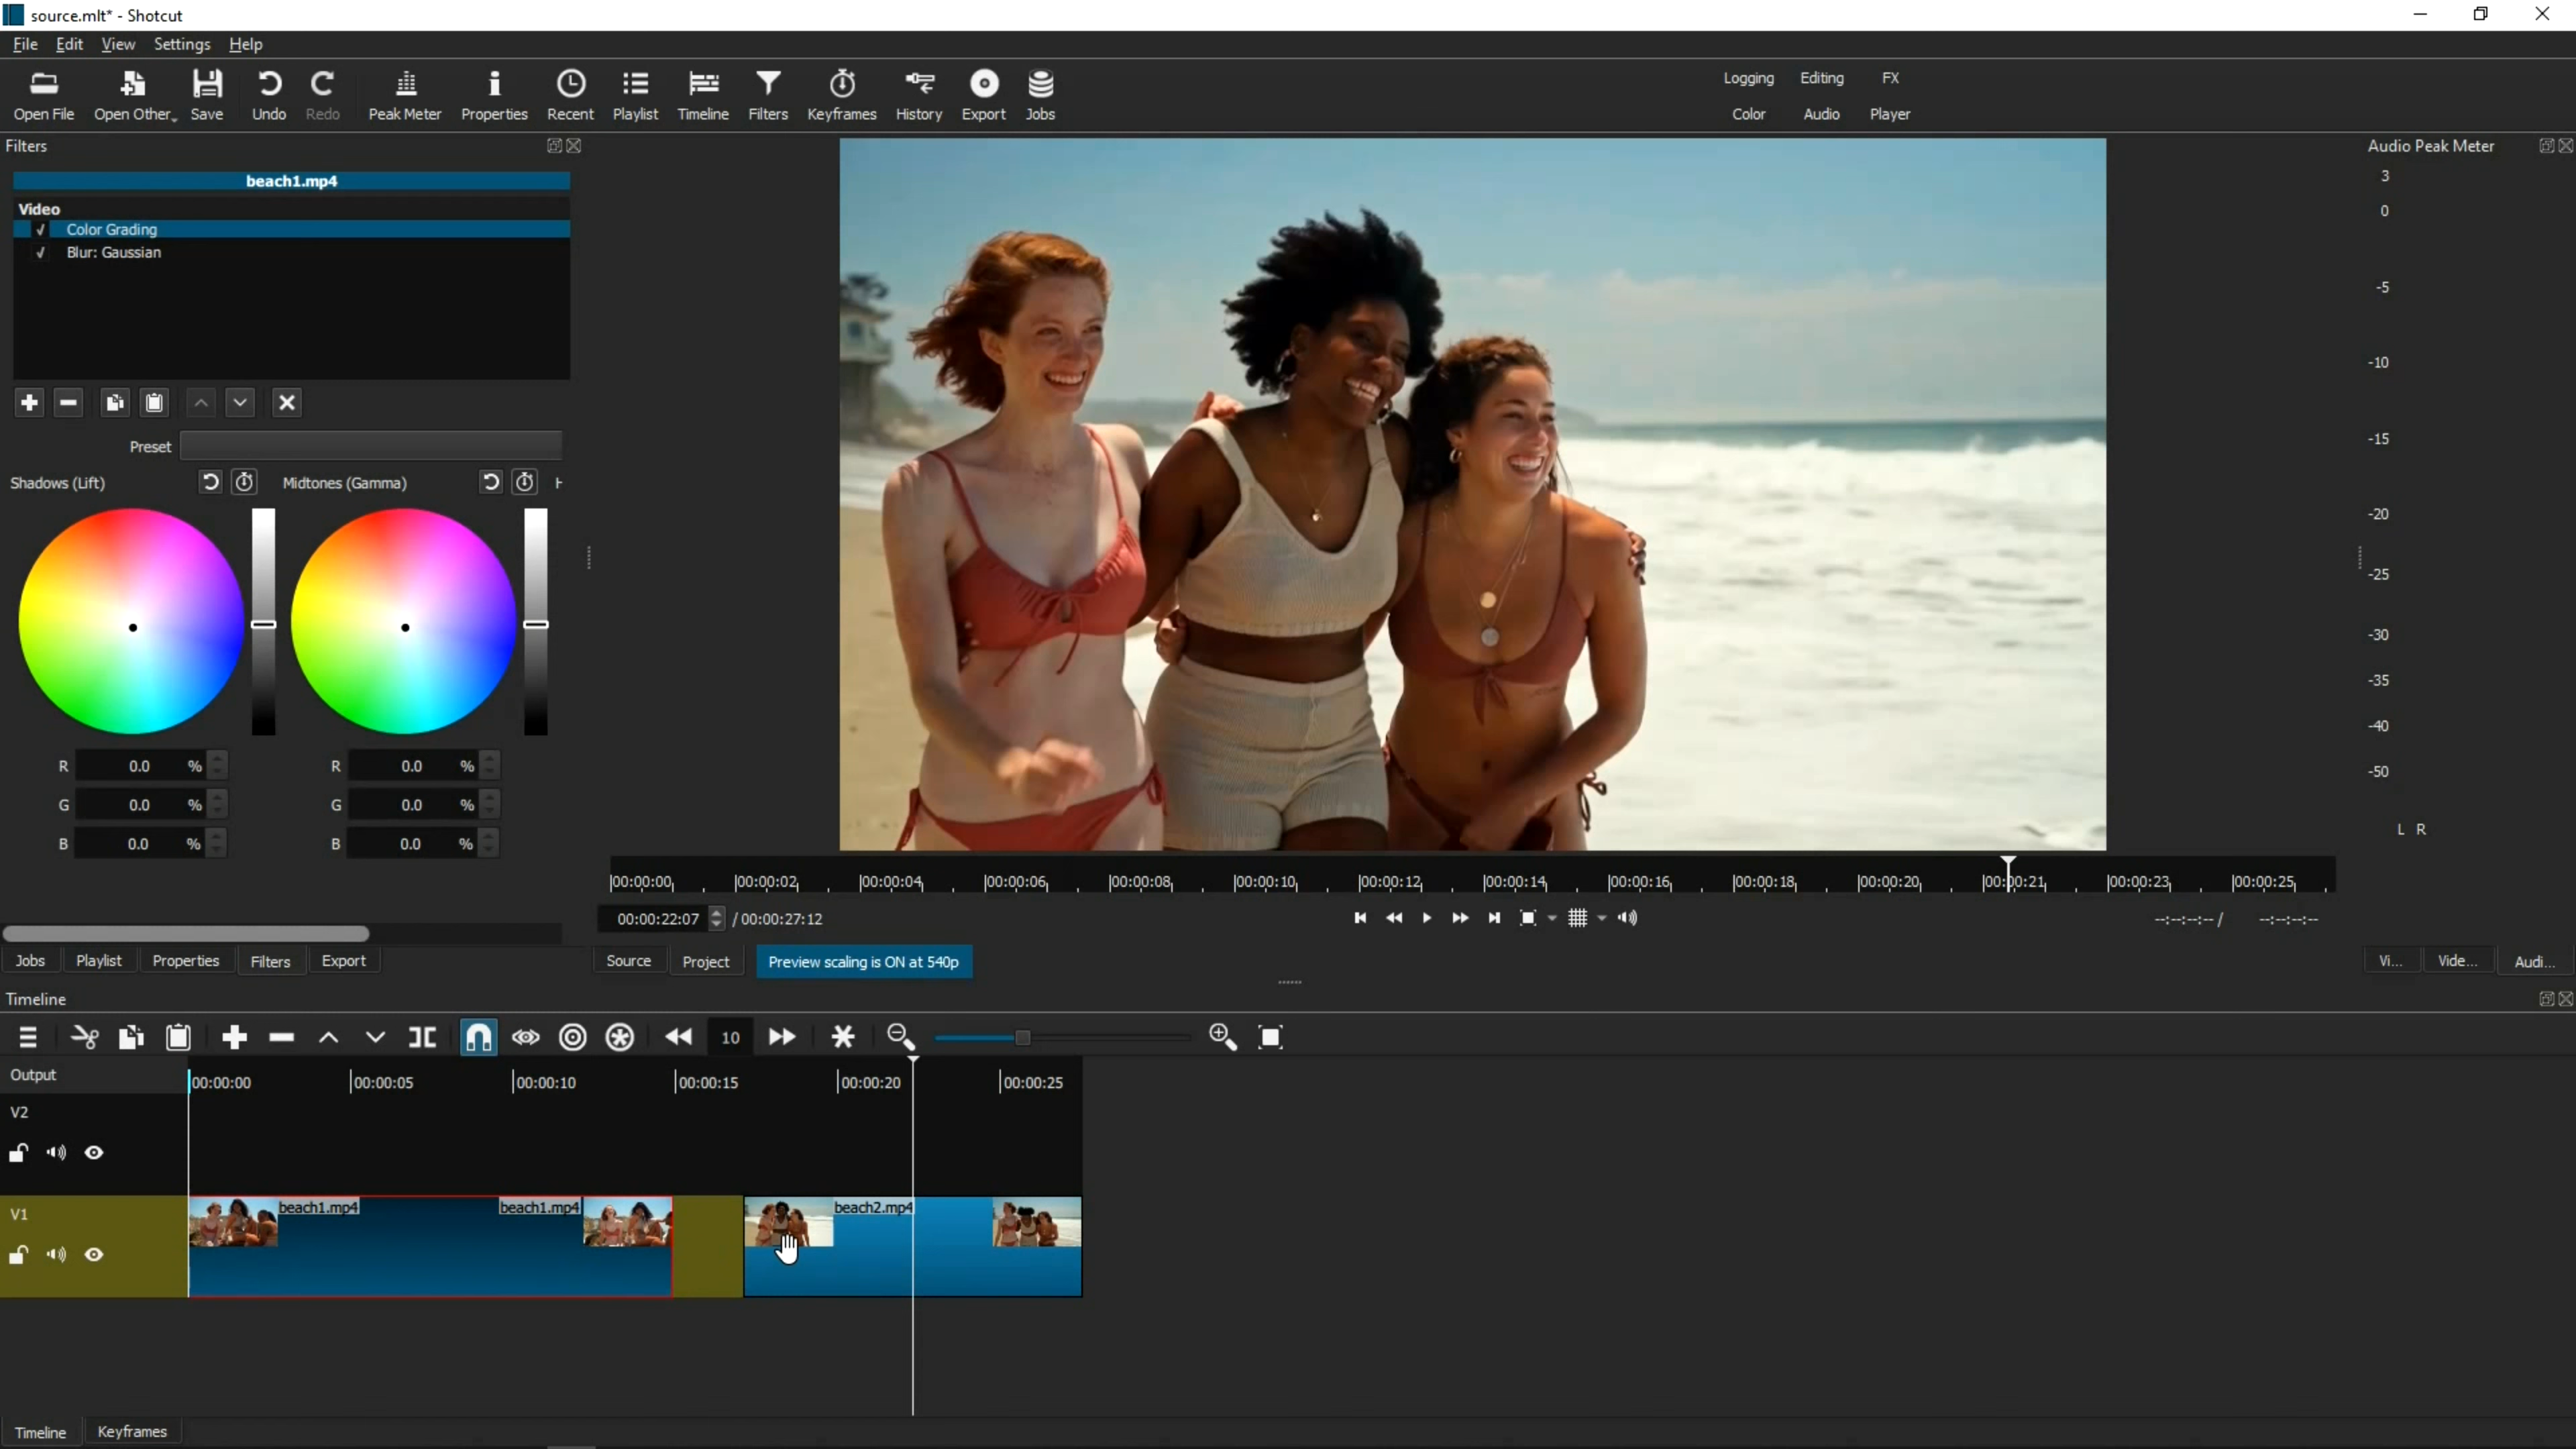 source.mlt* - Shotcut
File Edit View Settings Help
Open File Open Other Save Undo Redo Peak Meter Properties Recent Playlist Timeline Filters Keyframes History Export Jobs
Logging Editing FX
Color Audio Player
Filters
beach1.mp4
Video
Color Grading
Blur: Gaussian
Preset
Shadows (Lift) Midtones (Gamma) H
R 0.0 % R 0.0 %
G 0.0 % G 0.0 %
B 0.0 % B 0.0 %
Audio Peak Meter
3
0
-5
-10
-15
-20
-25
-30
-35
-40
-50
L R
00:00:00 00:00:02 00:00:04 00:00:06 00:00:08 00:00:10 00:00:12 00:00:14 00:00:16 00:00:18 00:00:20 00:00:21 00:00:23 00:00:25
00:00:22:07 / 00:00:27:12
--:--:--:-- / --:--:--:--
Jobs Playlist Properties Filters Export
Source Project Preview scaling is ON at 540p
Vi... Vide... Audi...
Timeline
10
Output
00:00:00 00:00:05 00:00:10 00:00:15 00:00:20 00:00:25
V2
V1
beach1.mp4 beach1.mp4 beach2.mp4
Timeline Keyframes